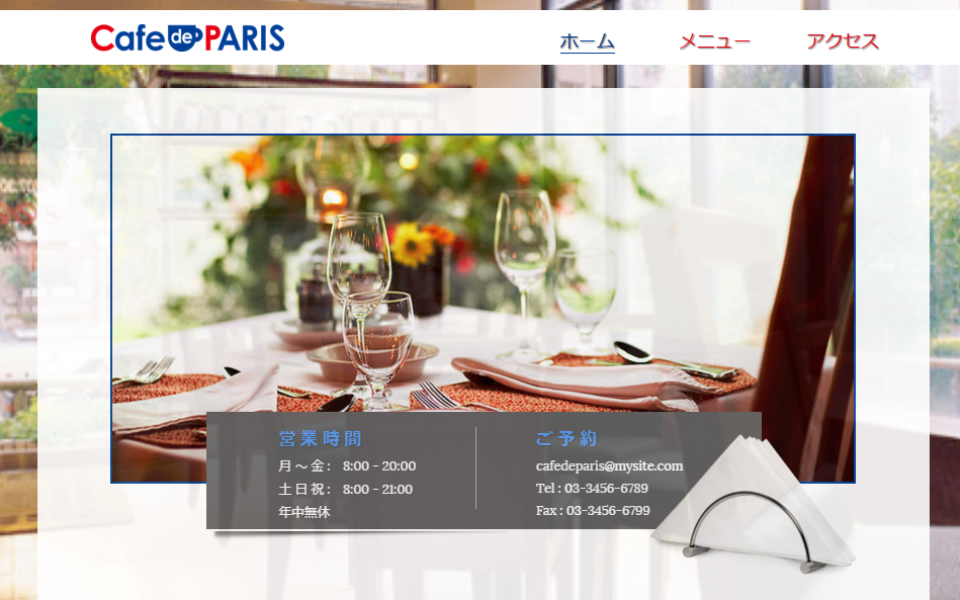 Cafe de PARIS
ホーム
メニュー
アクセス
営業時間
月～金： 8:00 - 20:00
土日祝： 8:00 - 21:00
年中無休
ご予約
cafedeparis@mysite.com
Tel : 03-3456-6789
Fax : 03-3456-6799